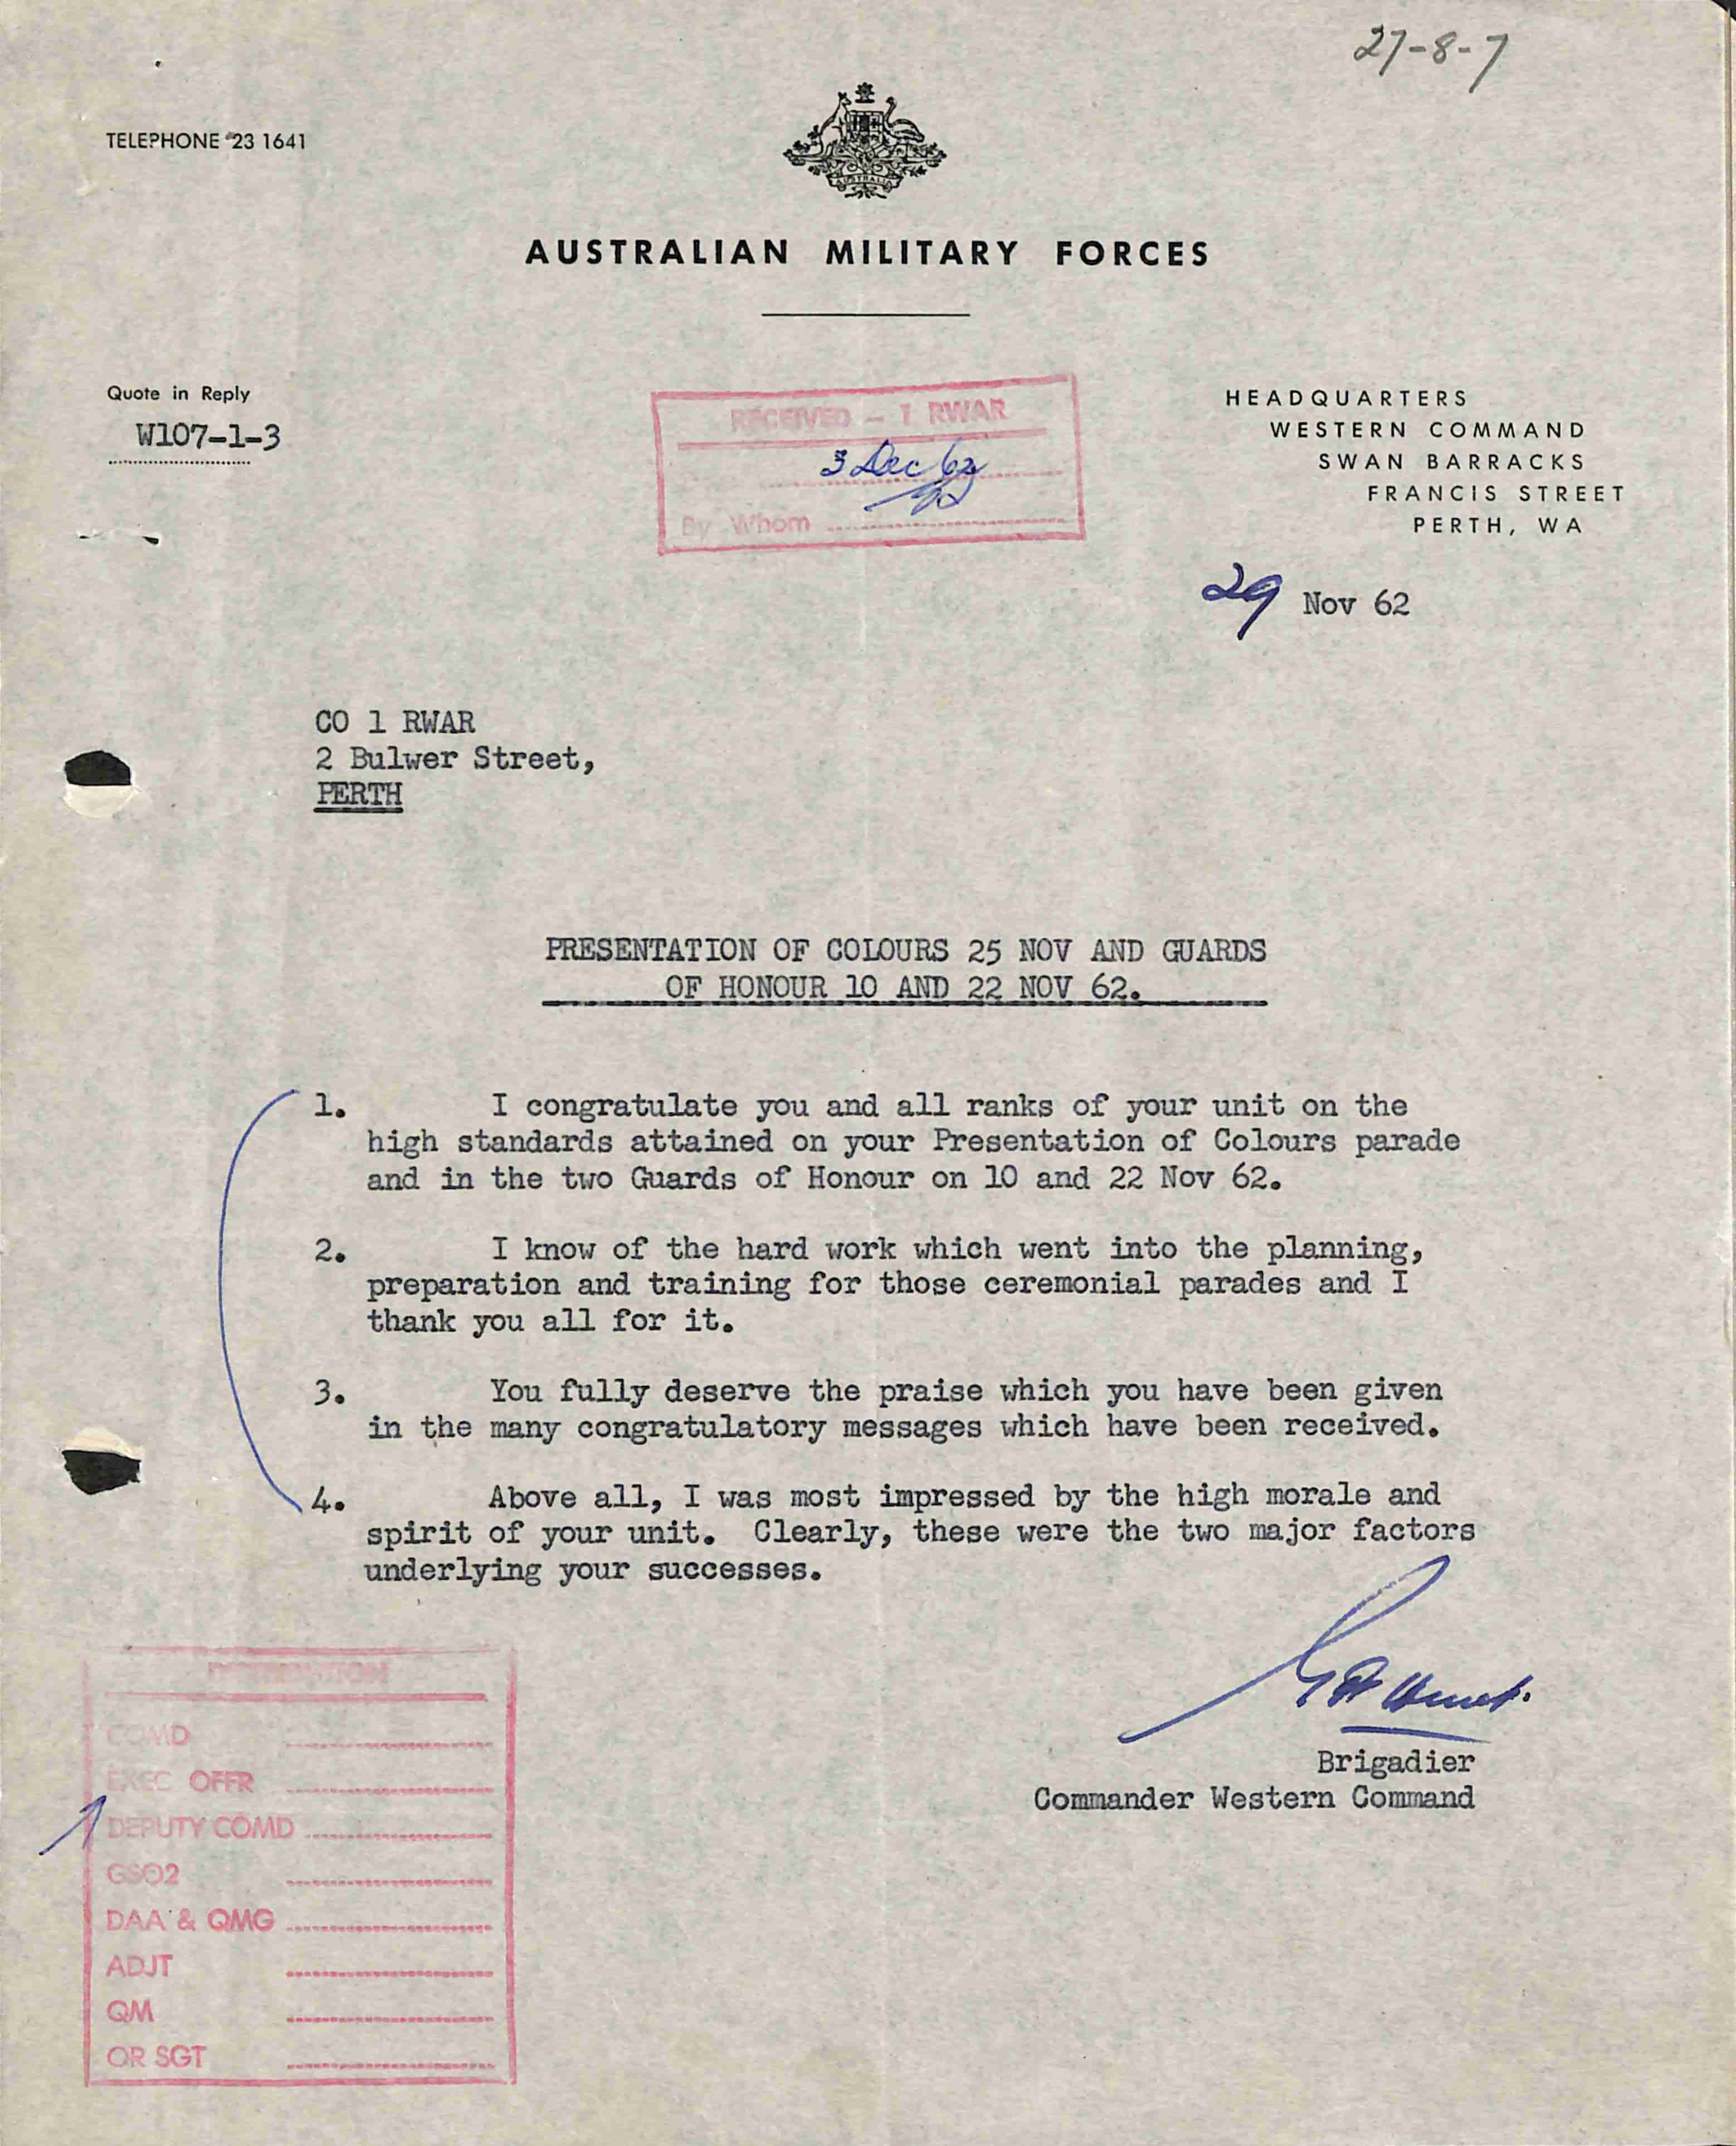 27-8-7
TELEPHONE 23 1641
AUSTRALIA
AUSTRALIAN MILITARY FORCES
Quote in Reply
W107-1-3
RECEIVED - 1 RWAR
3 Dec 62
By Whom
HEADQUARTERS
WESTERN COMMAND
SWAN BARRACKS
FRANCIS STREET
PERTH, WA
29 Nov 62
CO 1 RWAR
2 Bulwer Street,
PERTH
PRESENTATION OF COLOURS 25 NOV AND GUARDS
OF HONOUR 10 AND 22 NOV 62.
1. I congratulate you and all ranks of your unit on the
high standards attained on your Presentation of Colours parade
and in the two Guards of Honour on 10 and 22 Nov 62.
2. I know of the hard work which went into the planning,
preparation and training for those ceremonial parades and I
thank you all for it.
3. You fully deserve the praise which you have been given
in the many congratulatory messages which have been received.
4. Above all, I was most impressed by the high morale and
spirit of your unit. Clearly, these were the two major factors
underlying your successes.
Brigadier
Commander Western Command
DISTRIBUTION
COMD
EXEC OFFR
DEPUTY COMD
GSO2
DAA & QMG
ADJT
QM
OR SGT